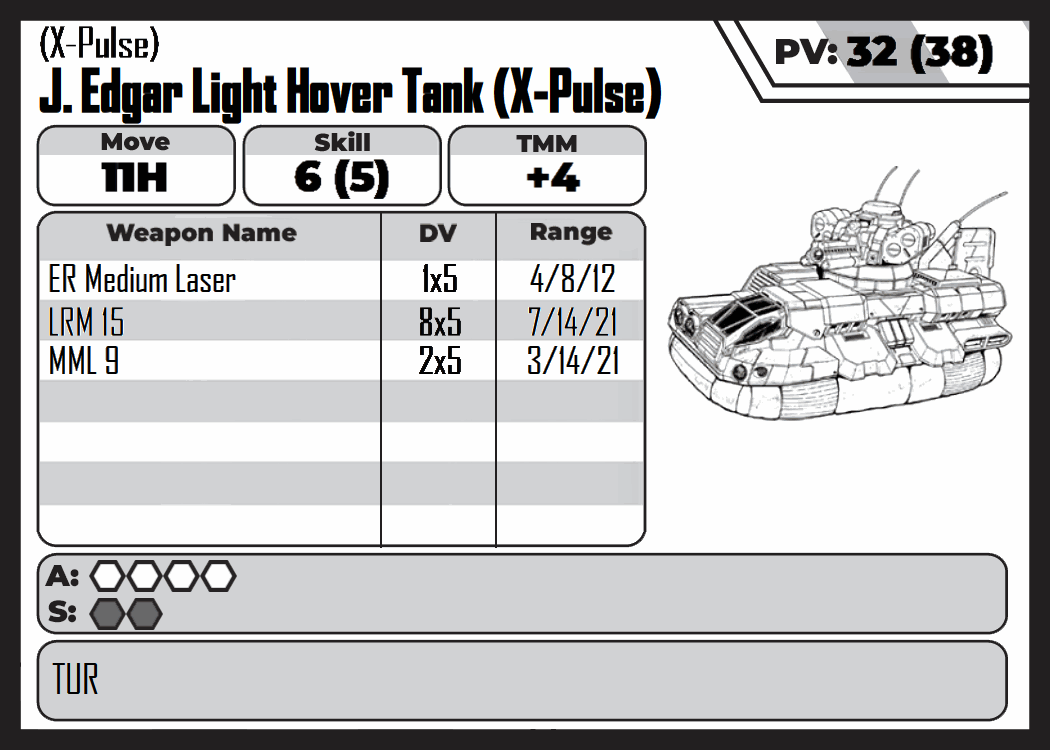 (X-Pulse)
J. Edgar Light Hover Tank (X-Pulse)
PV: 32 (38)
Move Skill TMM
11H 6 (5) +4
Weapon Name DV Range
ER Medium Laser 1x5 4/8/12
LRM 15 8x5 7/14/21
MML 9 2x5 3/14/21
A:
S:
TUR